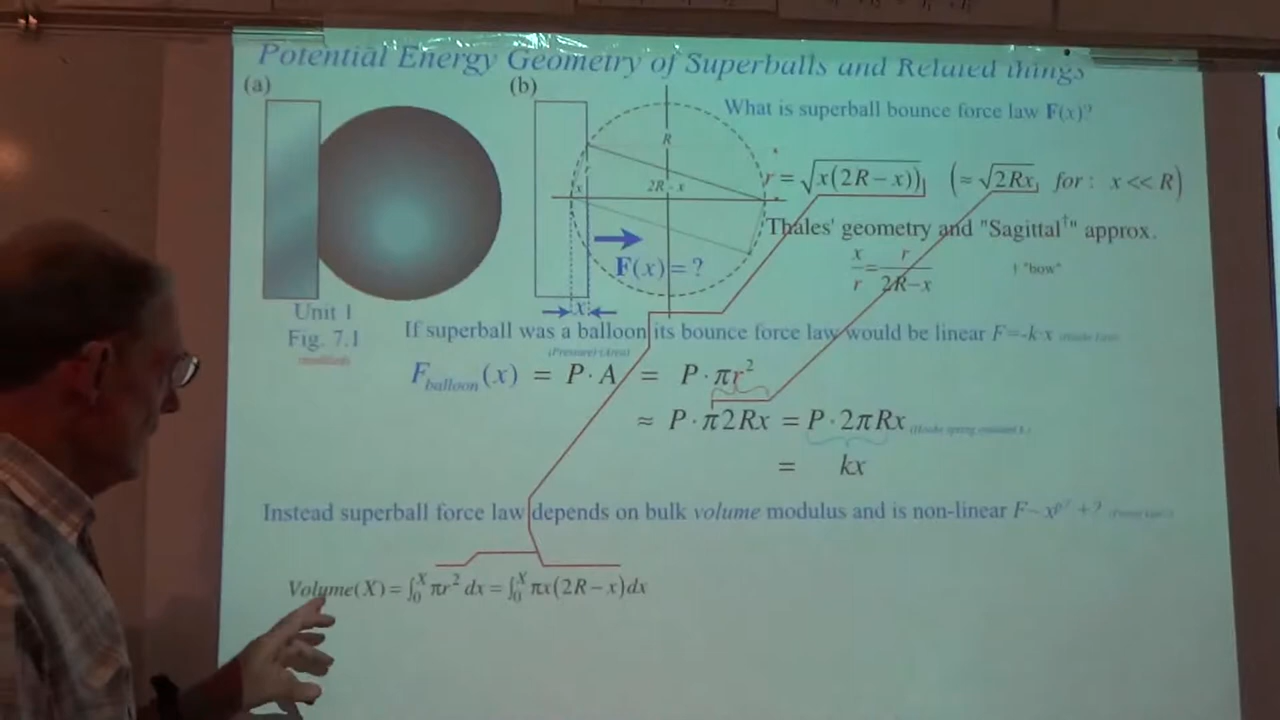 Potential Energy Geometry of Superballs and Related things
(a)
(b)
What is superball bounce force law F(x)?
R
x
2R - x
r = √x(2R – x)) (≈ √2Rx for : x << R)
Thales' geometry and "Sagittal†" approx.
x/r = r/2R–x
† "bow"
F(x) = ?
x
Unit 1
Fig. 7.1
If superball was a balloon its bounce force law would be linear F=-k·x
(Pressure)·(Area)
F_balloon(x) = P·A = P·πr²
≈ P·π2Rx = P·2πRx
= kx
Instead superball force law depends on bulk volume modulus and is non-linear
Volume(X) = ∫₀ˣ πr² dx = ∫₀ˣ πx(2R – x)dx